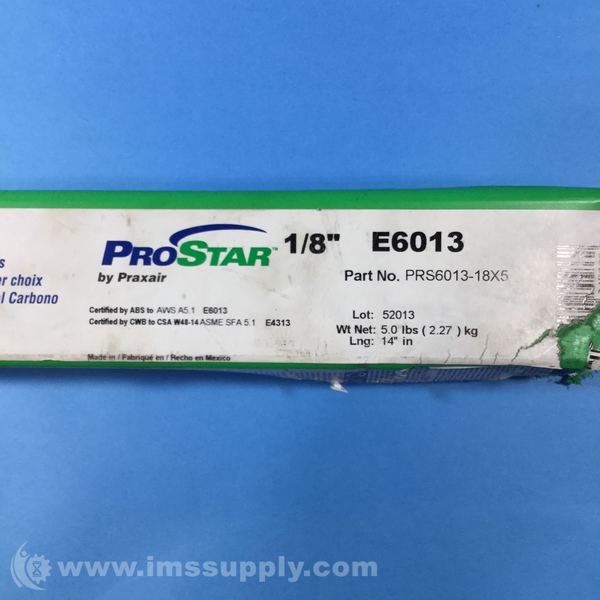 s
er choix
l Carbono
PROSTAR™
by Praxair
1/8" E6013
Part No. PRS6013-18X5
Certified by ABS to AWS A5.1 E6013
Certified by CWB to CSA W48-14 ASME SFA 5.1 E4313
Lot: 52013
Wt Net: 5.0 lbs ( 2.27 ) kg
Lng: 14" in
Made in / Fabriqué en / Hecho en Mexico
www.imssupply.com